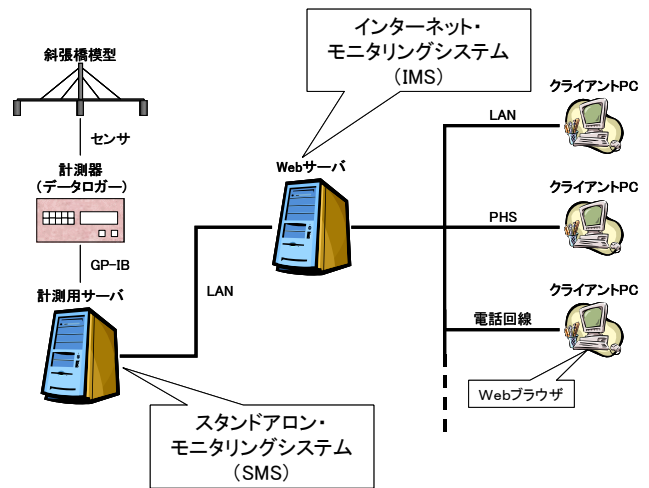 インターネット・
モニタリングシステム
(IMS)
斜張橋模型
センサ
計測器
(データロガー)
GP-IB
計測用サーバ
LAN
Webサーバ
クライアントPC
LAN
クライアントPC
PHS
クライアントPC
電話回線
Webブラウザ
スタンドアロン・
モニタリングシステム
(SMS)